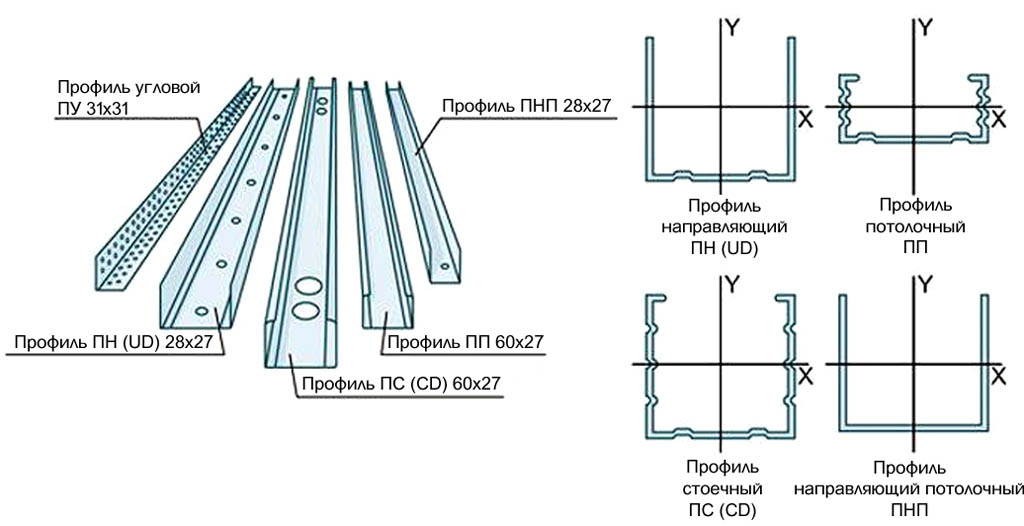 Профиль угловой
ПУ 31х31
Профиль ПНП 28х27
Профиль ПН (UD) 28х27
Профиль ПП 60х27
Профиль ПС (CD) 60х27
Y
X
Профиль
направляющий
ПН (UD)
Y
X
Профиль
потолочный
ПП
Y
X
Профиль
стоечный
ПС (CD)
Y
X
Профиль
направляющий потолочный
ПНП